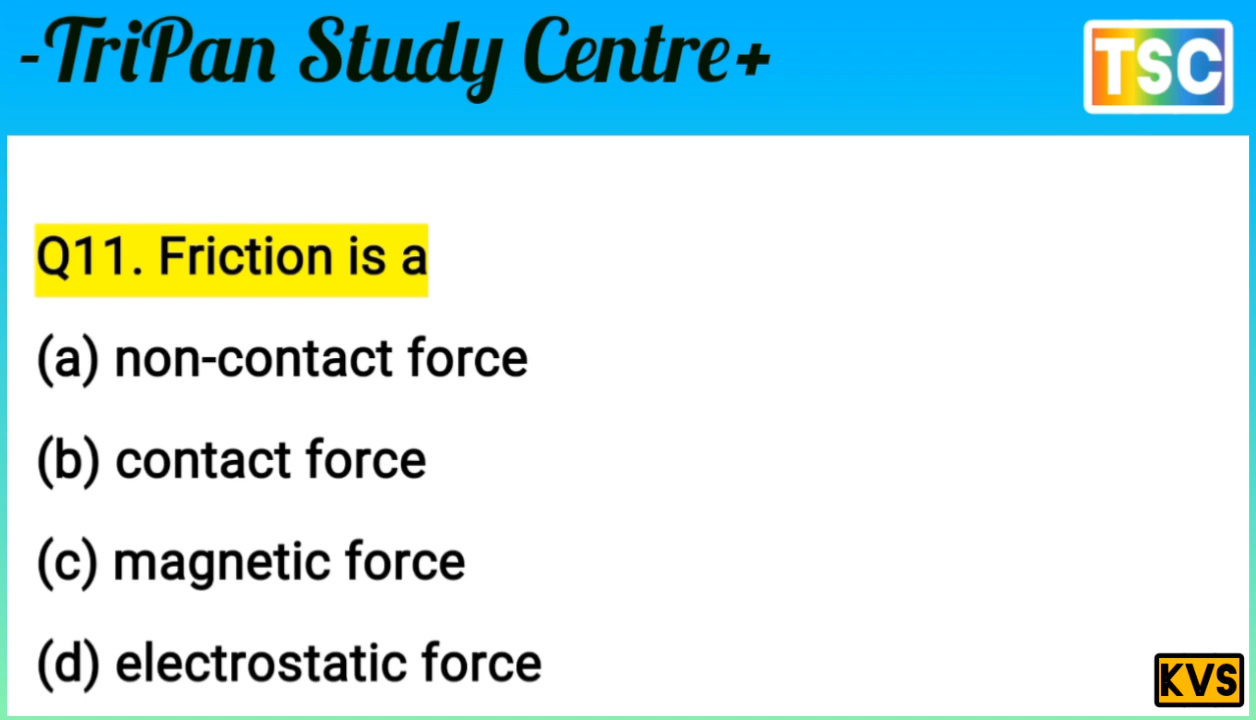 -TriPan Study Centre+
TSC
Q11. Friction is a
(a) non-contact force
(b) contact force
(c) magnetic force
(d) electrostatic force
KVS